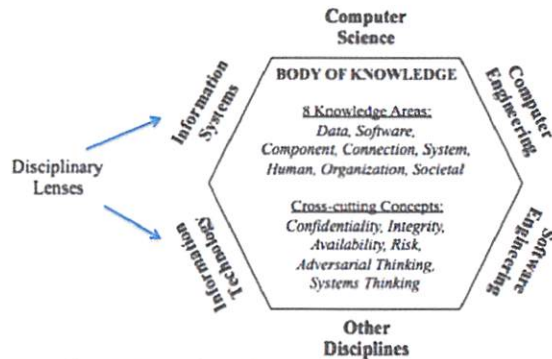 Computer
Science
Information
Systems
Computer
Engineering
BODY OF KNOWLEDGE
8 Knowledge Areas:
Data, Software,
Component, Connection, System,
Human, Organization, Societal
Cross-cutting Concepts:
Confidentiality, Integrity,
Availability, Risk,
Adversarial Thinking,
Systems Thinking
Disciplinary
Lenses
Information
Technology
Software
Engineering
Other
Disciplines